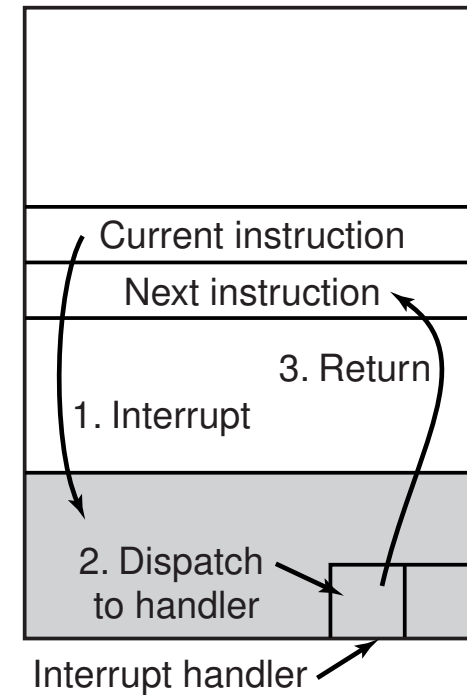 Current instruction
Next instruction
3. Return
1. Interrupt
2. Dispatch
to handler
Interrupt handler